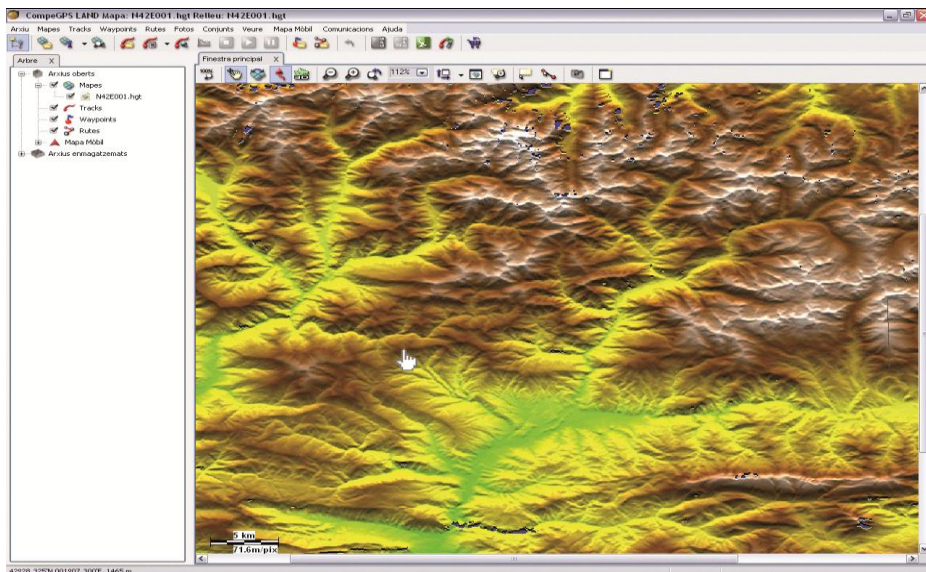 CompeGPS LAND Mapa: N42E001.hgt Relleu: N42E001.hgt
Arxiu Mapes Tracks Waypoints Rutes Fotos Conjunts Veure Mapa Mòbil Comunicacions Ajuda
Arbre X
Finestra principal X
100%
112%
Arxius oberts
Mapes
N42E001.hgt
Tracks
Waypoints
Rutes
Mapa Mòbil
Arxius enmagatzemats
5 km
71.6m/pix